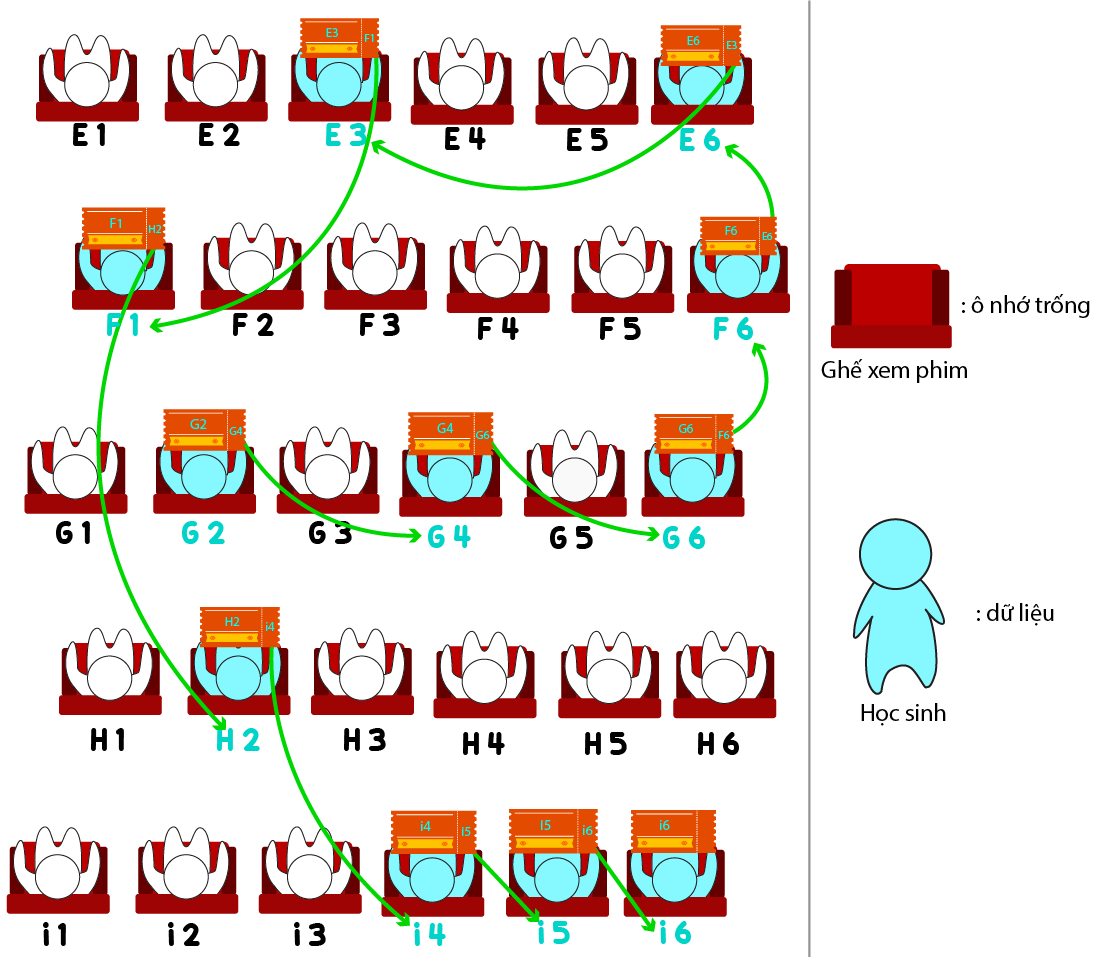 E3 F1
E6 E3
E1 E2 E3 E4 E5 E6
F1 H2
F6 E6
F1 F2 F3 F4 F5 F6
: ô nhớ trống
Ghế xem phim
G2 G4
G4 G6
G6 F6
G1 G2 G3 G4 G5 G6
H2 i4
: dữ liệu
Học sinh
H1 H2 H3 H4 H5 H6
i4 I5
I5 i6
i6
i1 i2 i3 i4 i5 i6